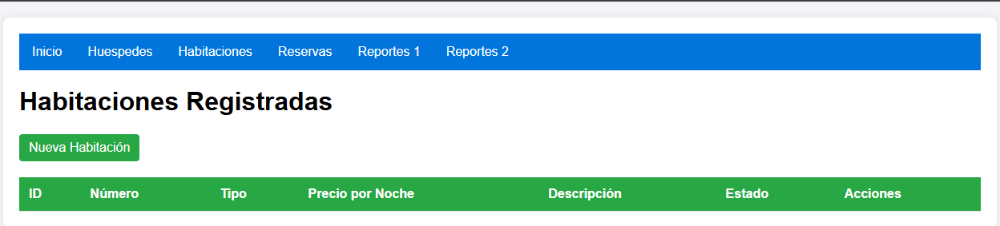 Inicio Huespedes Habitaciones Reservas Reportes 1 Reportes 2
Habitaciones Registradas
Nueva Habitación
ID Número Tipo Precio por Noche Descripción Estado Acciones